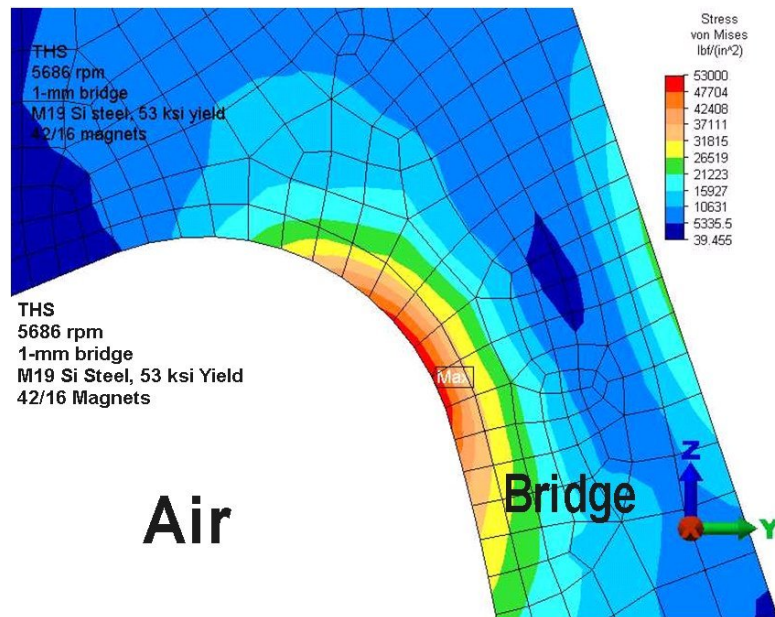 THS
5686 rpm
1-mm bridge
M19 Si steel, 53 ksi yield
42/16 magnets
Stress
von Mises
lbf/(in^2)
53000
47704
42408
37111
31815
26519
21223
15927
10631
5335.5
39.455
THS
5686 rpm
1-mm bridge
M19 Si Steel, 53 ksi Yield
42/16 Magnets
Max
Air
Bridge
Z
Y
X